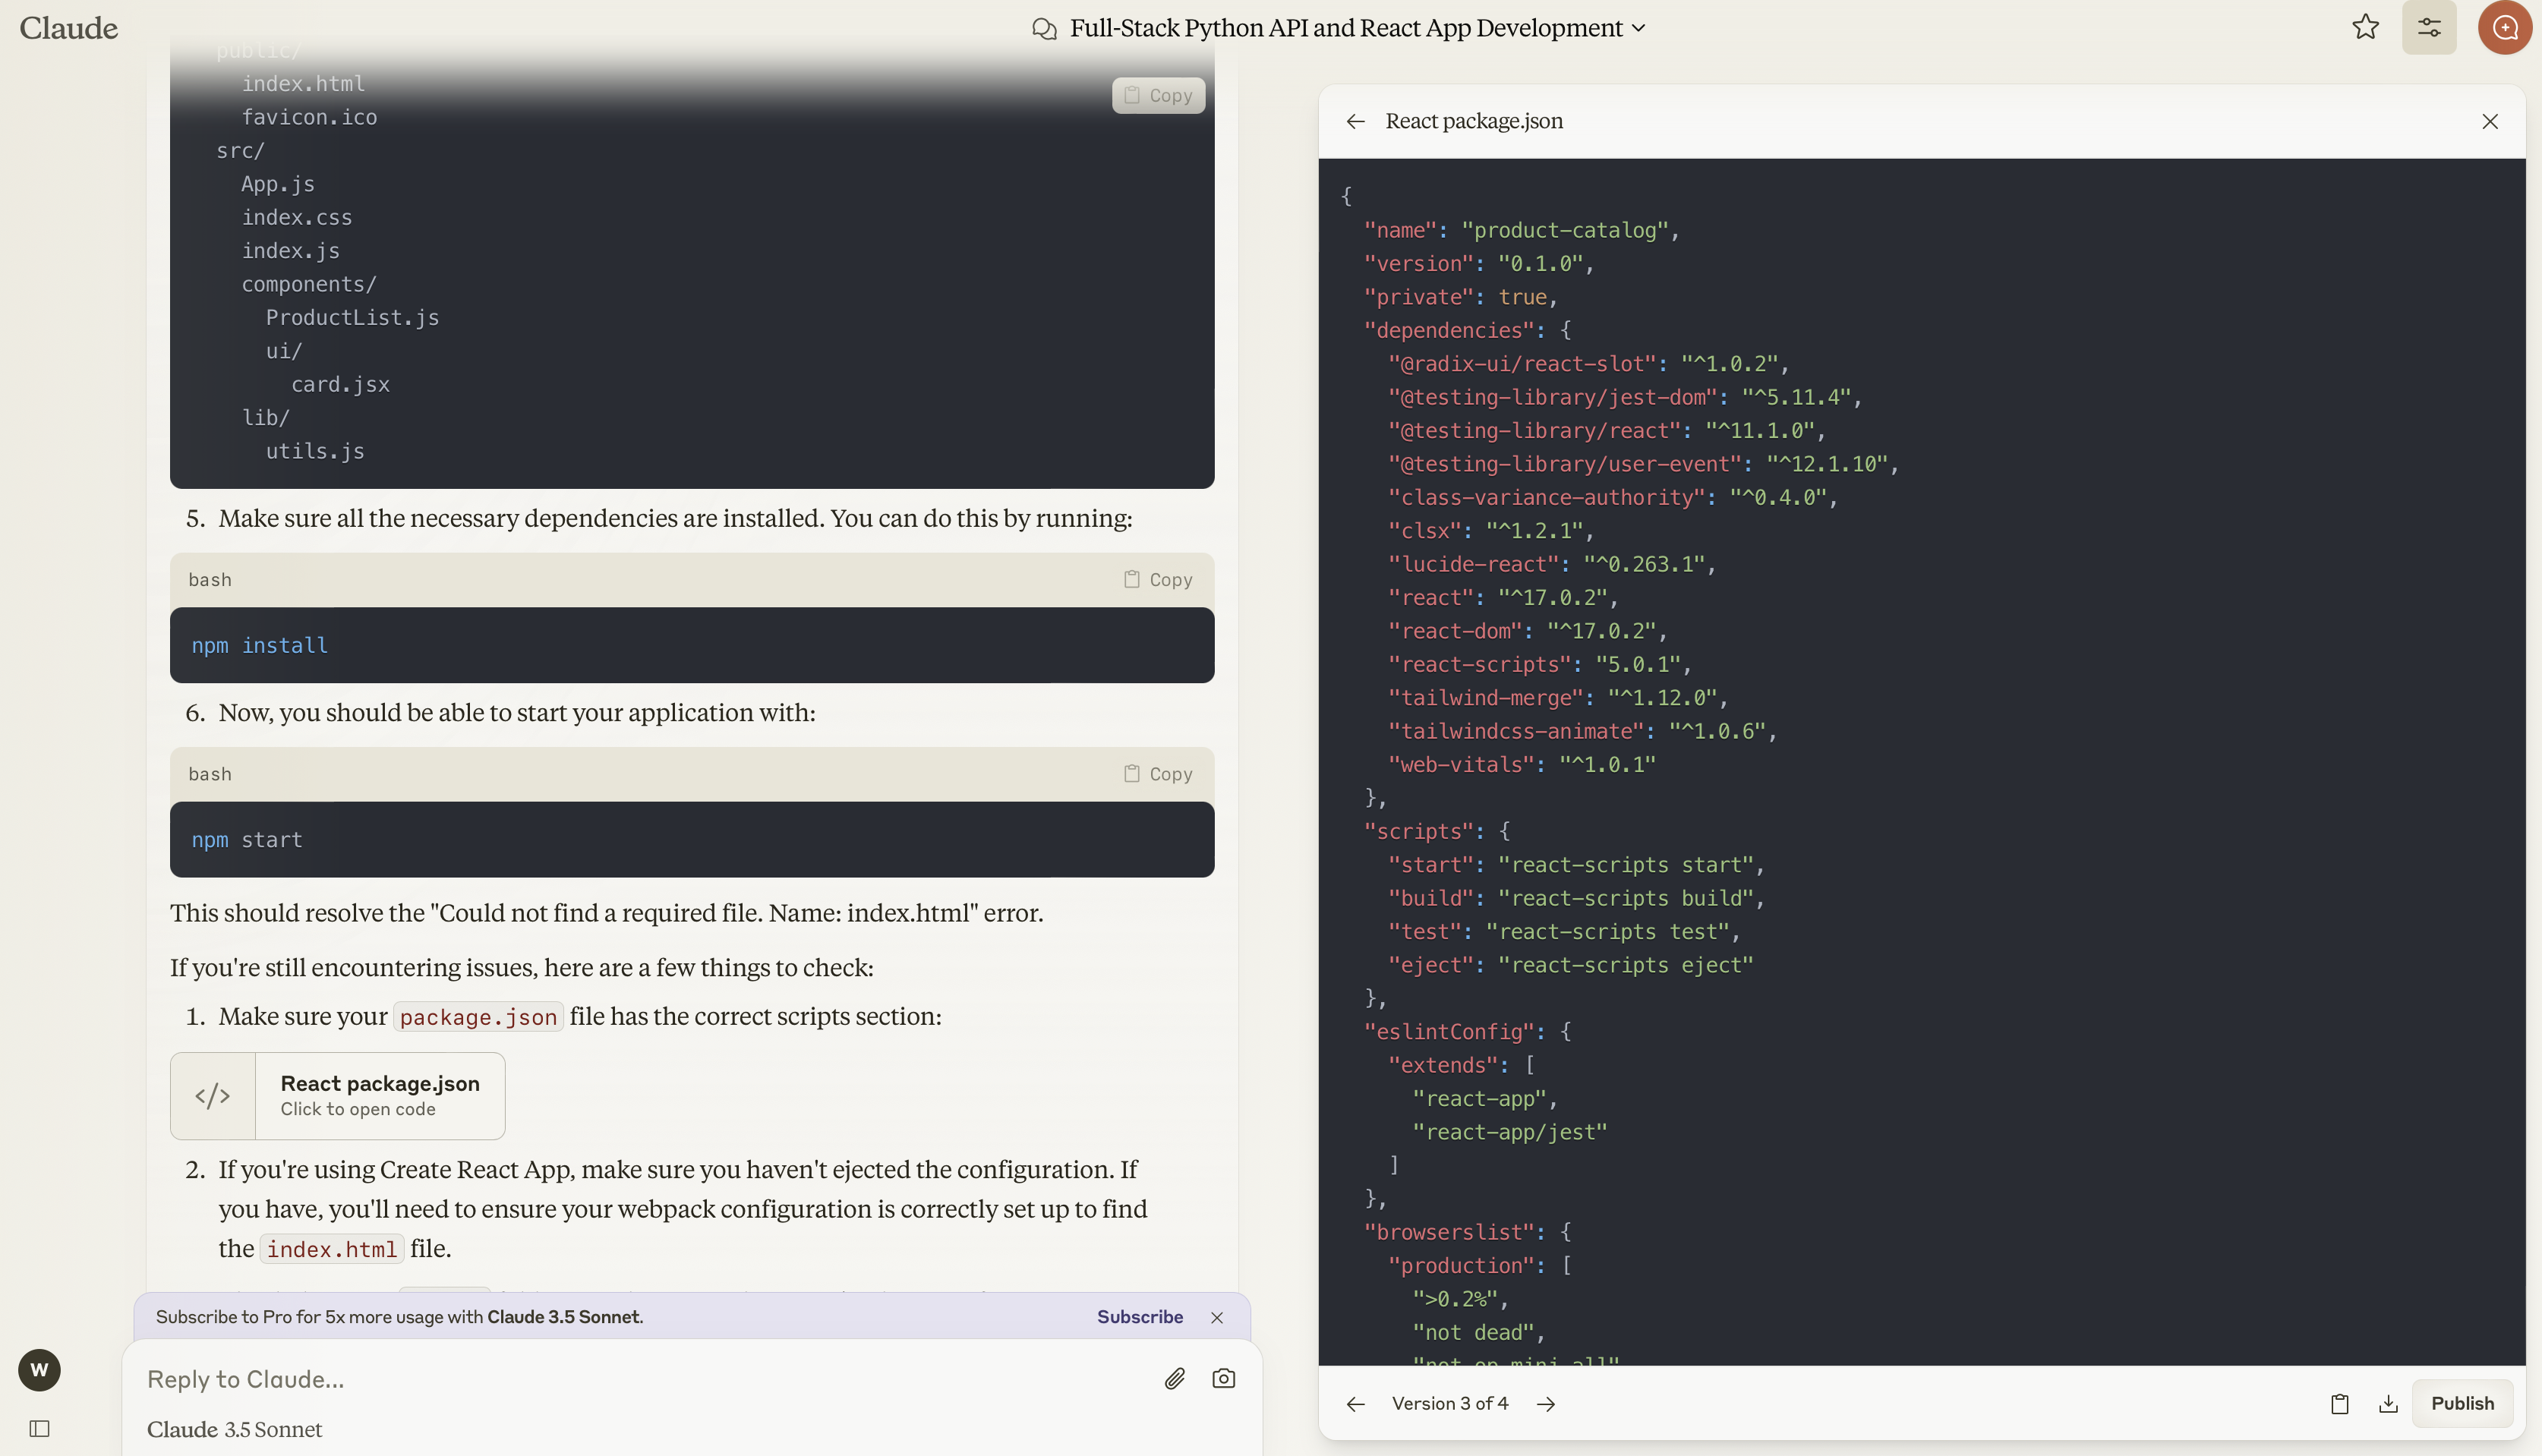 Claude
Full-Stack Python API and React App Development
public/
index.html
Copy
favicon.ico
src/
App.js
index.css
index.js
components/
ProductList.js
ui/
card.jsx
lib/
utils.js
5. Make sure all the necessary dependencies are installed. You can do this by running:
bash
Copy
npm install
6. Now, you should be able to start your application with:
bash
Copy
npm start
This should resolve the "Could not find a required file. Name: index.html" error.
If you're still encountering issues, here are a few things to check:
1. Make sure your package.json file has the correct scripts section:
</>
React package.json
Click to open code
2. If you're using Create React App, make sure you haven't ejected the configuration. If
you have, you'll need to ensure your webpack configuration is correctly set up to find
the index.html file.
Subscribe to Pro for 5x more usage with Claude 3.5 Sonnet.
Subscribe
W
Reply to Claude...
Claude 3.5 Sonnet
React package.json
{
"name": "product-catalog",
"version": "0.1.0",
"private": true,
"dependencies": {
"@radix-ui/react-slot": "^1.0.2",
"@testing-library/jest-dom": "^5.11.4",
"@testing-library/react": "^11.1.0",
"@testing-library/user-event": "^12.1.10",
"class-variance-authority": "^0.4.0",
"clsx": "^1.2.1",
"lucide-react": "^0.263.1",
"react": "^17.0.2",
"react-dom": "^17.0.2",
"react-scripts": "5.0.1",
"tailwind-merge": "^1.12.0",
"tailwindcss-animate": "^1.0.6",
"web-vitals": "^1.0.1"
},
"scripts": {
"start": "react-scripts start",
"build": "react-scripts build",
"test": "react-scripts test",
"eject": "react-scripts eject"
},
"eslintConfig": {
"extends": [
"react-app",
"react-app/jest"
]
},
"browserslist": {
"production": [
">0.2%",
"not dead",
"not op_mini all"
Version 3 of 4
Publish